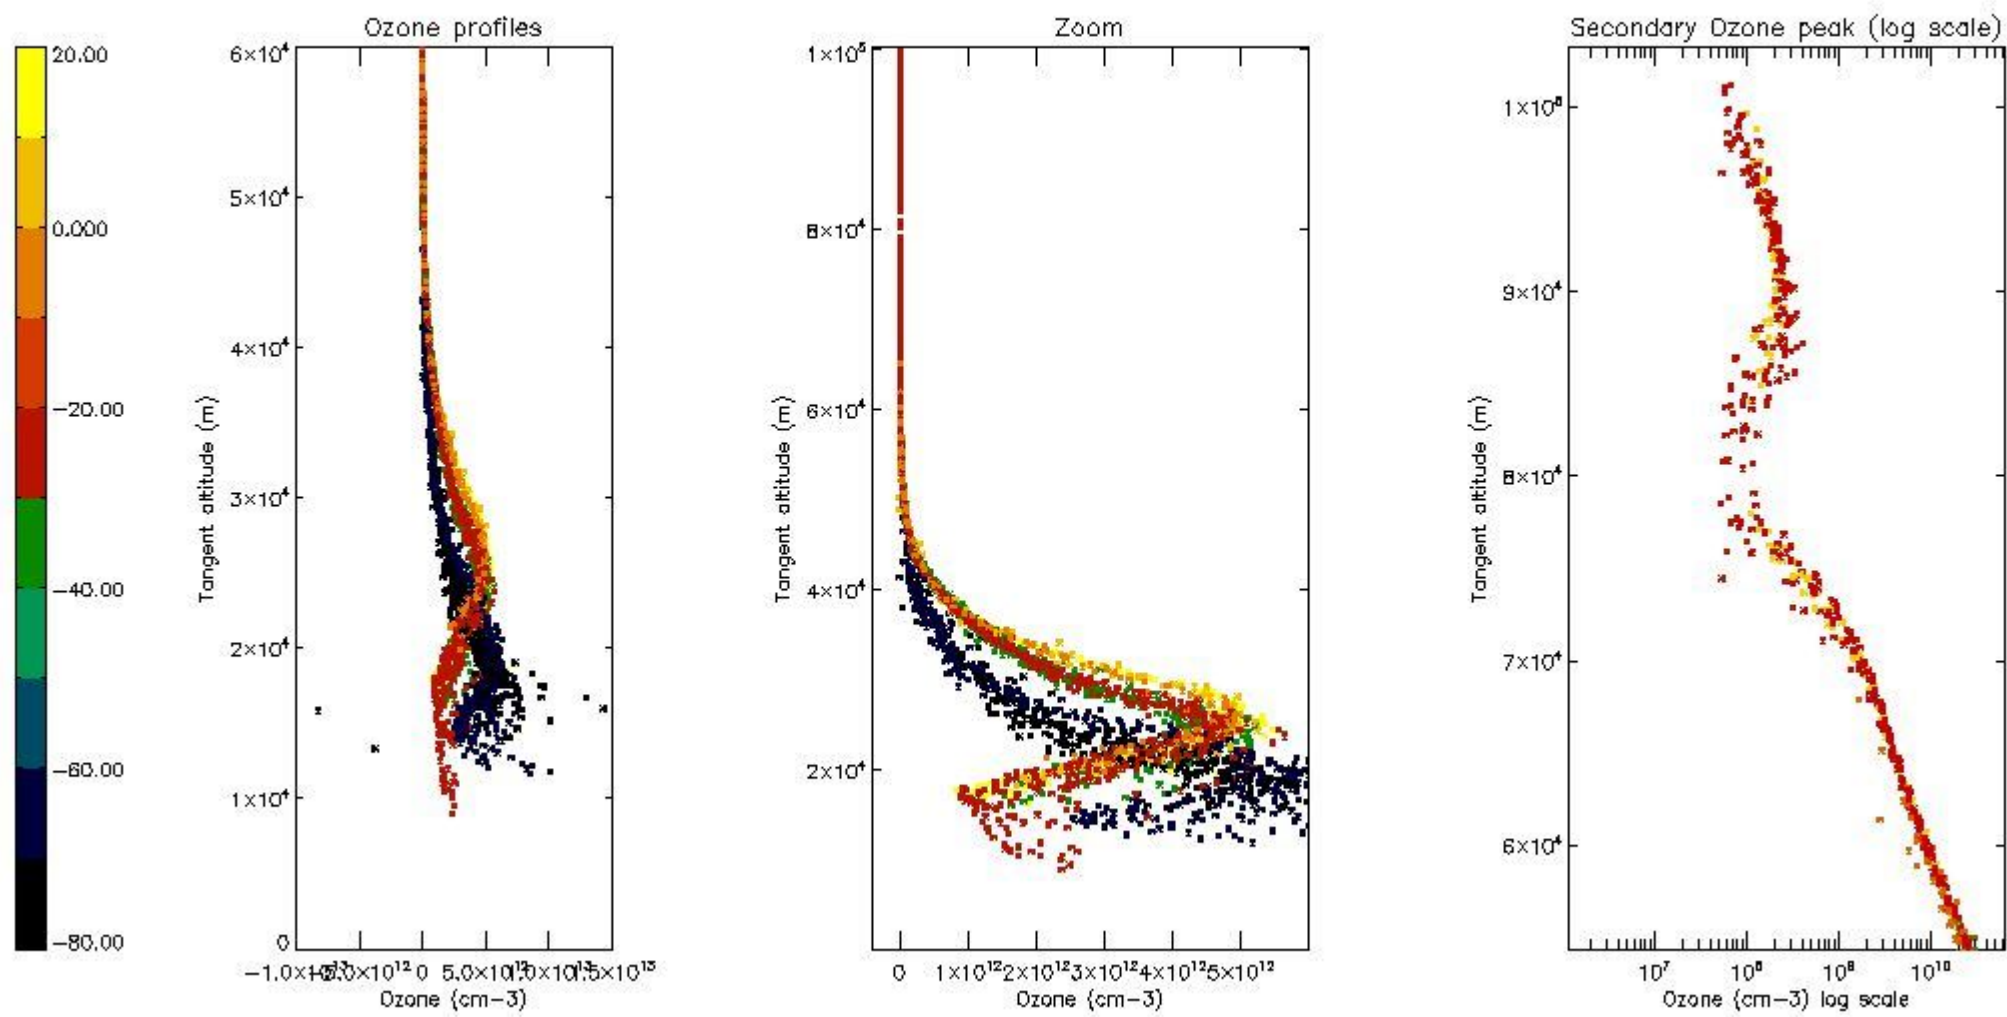 Ozone profiles
Zoom
Secondary Ozone peak (log scale)
20.00
0.000
−20.00
−40.00
−60.00
−80.00
6×10⁴
5×10⁴
4×10⁴
3×10⁴
2×10⁴
1×10⁴
0
Tangent altitude (m)
0
Ozone (cm−3)
1×10⁵
8×10⁴
6×10⁴
4×10⁴
2×10⁴
Tangent altitude (m)
0 1×10¹² 2×10¹² 3×10¹² 4×10¹² 5×10¹²
Ozone (cm−3)
9×10⁴
8×10⁴
7×10⁴
6×10⁴
Tangent altitude (m)
10⁷ 10⁸ 10⁹ 10¹⁰
Ozone (cm−3) log scale